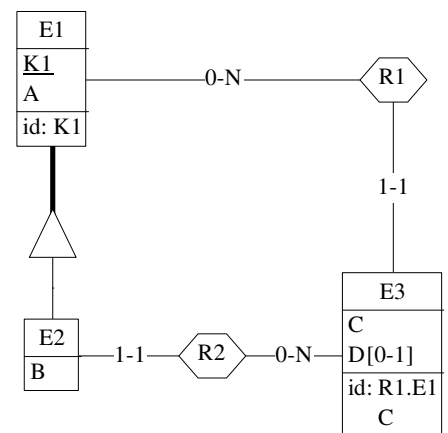 E1
K1
A
id: K1
0-N
R1
1-1
E2
B
1-1
R2
0-N
E3
C
D[0-1]
id: R1.E1
C